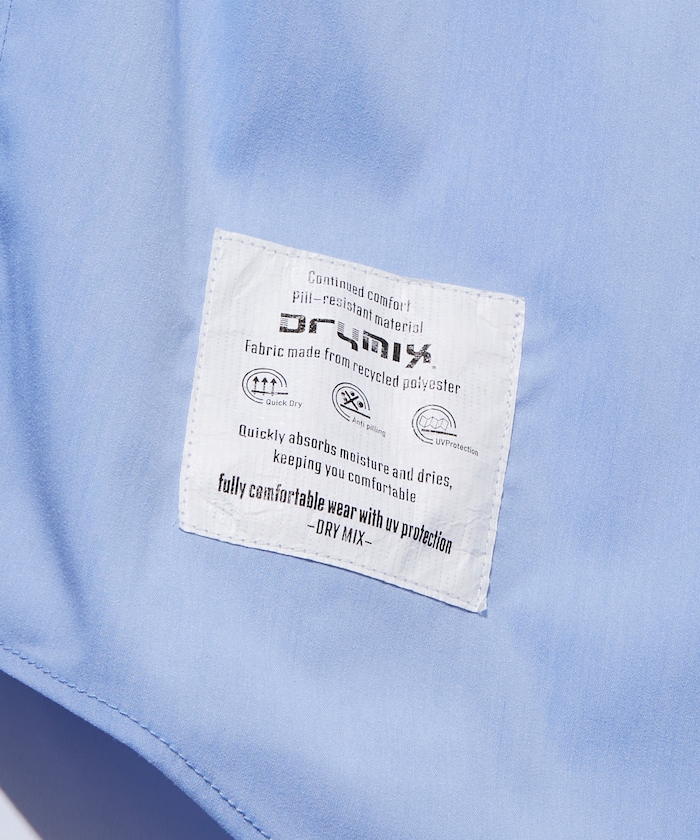 Continued comfort
Pill-resistant material
DRYMIX®
Fabric made from recycled polyester
Quick Dry
Anti pilling
UVProtection
Quickly absorbs moisture and dries,
keeping you comfortable
fully comfortable wear with uv protection
-DRY MIX-